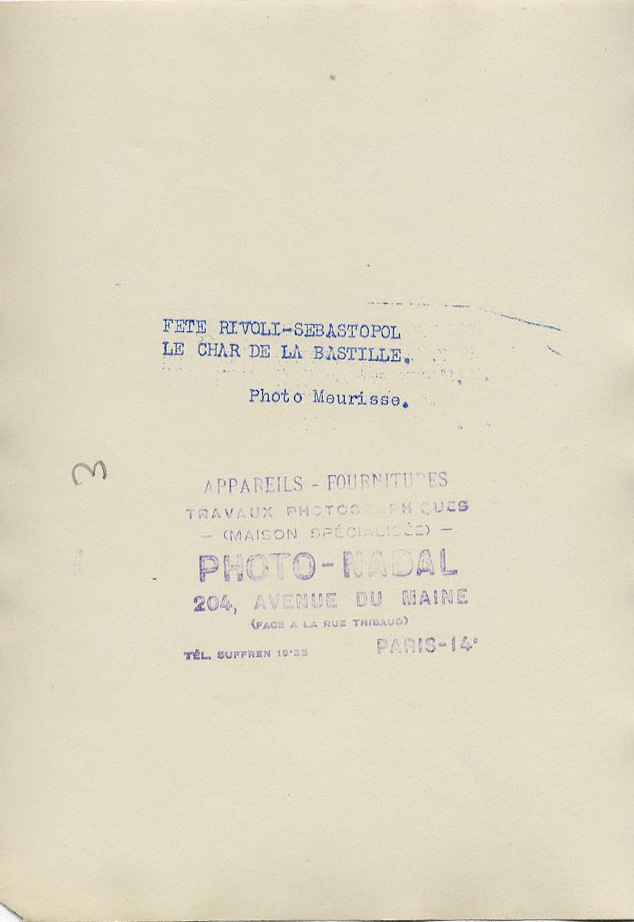 FETE RIVOLI-SEBASTOPOL
LE CHAR DE LA BASTILLE.
Photo Meurisse.
3
APPAREILS - FOURNITURES
TRAVAUX PHOTOGRAPHIQUES
- (MAISON SPÉCIALISÉE) -
PHOTO-NADAL
204, AVENUE DU MAINE
(FACE A LA RUE THIBAUD)
TÉL. SUFFREN PARIS-14e